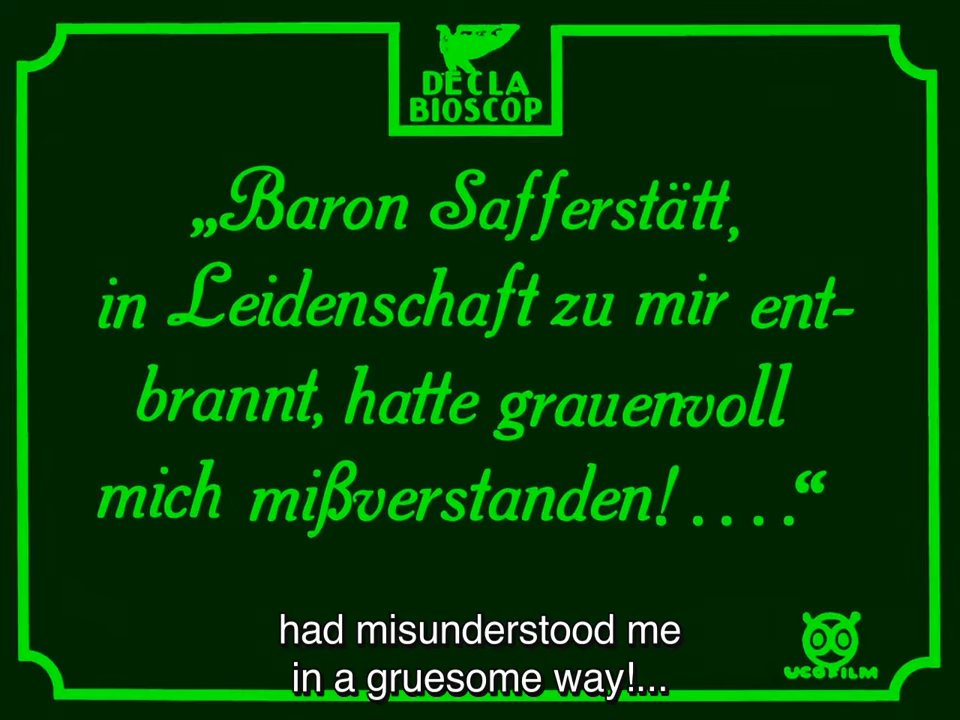 DECLA
BIOSCOP
„Baron Safferstätt,
in Leidenschaft zu mir ent-
brannt, hatte grauenvoll
mich mißverstanden! . . . .“
had misunderstood me
in a gruesome way!...
UCOFILM